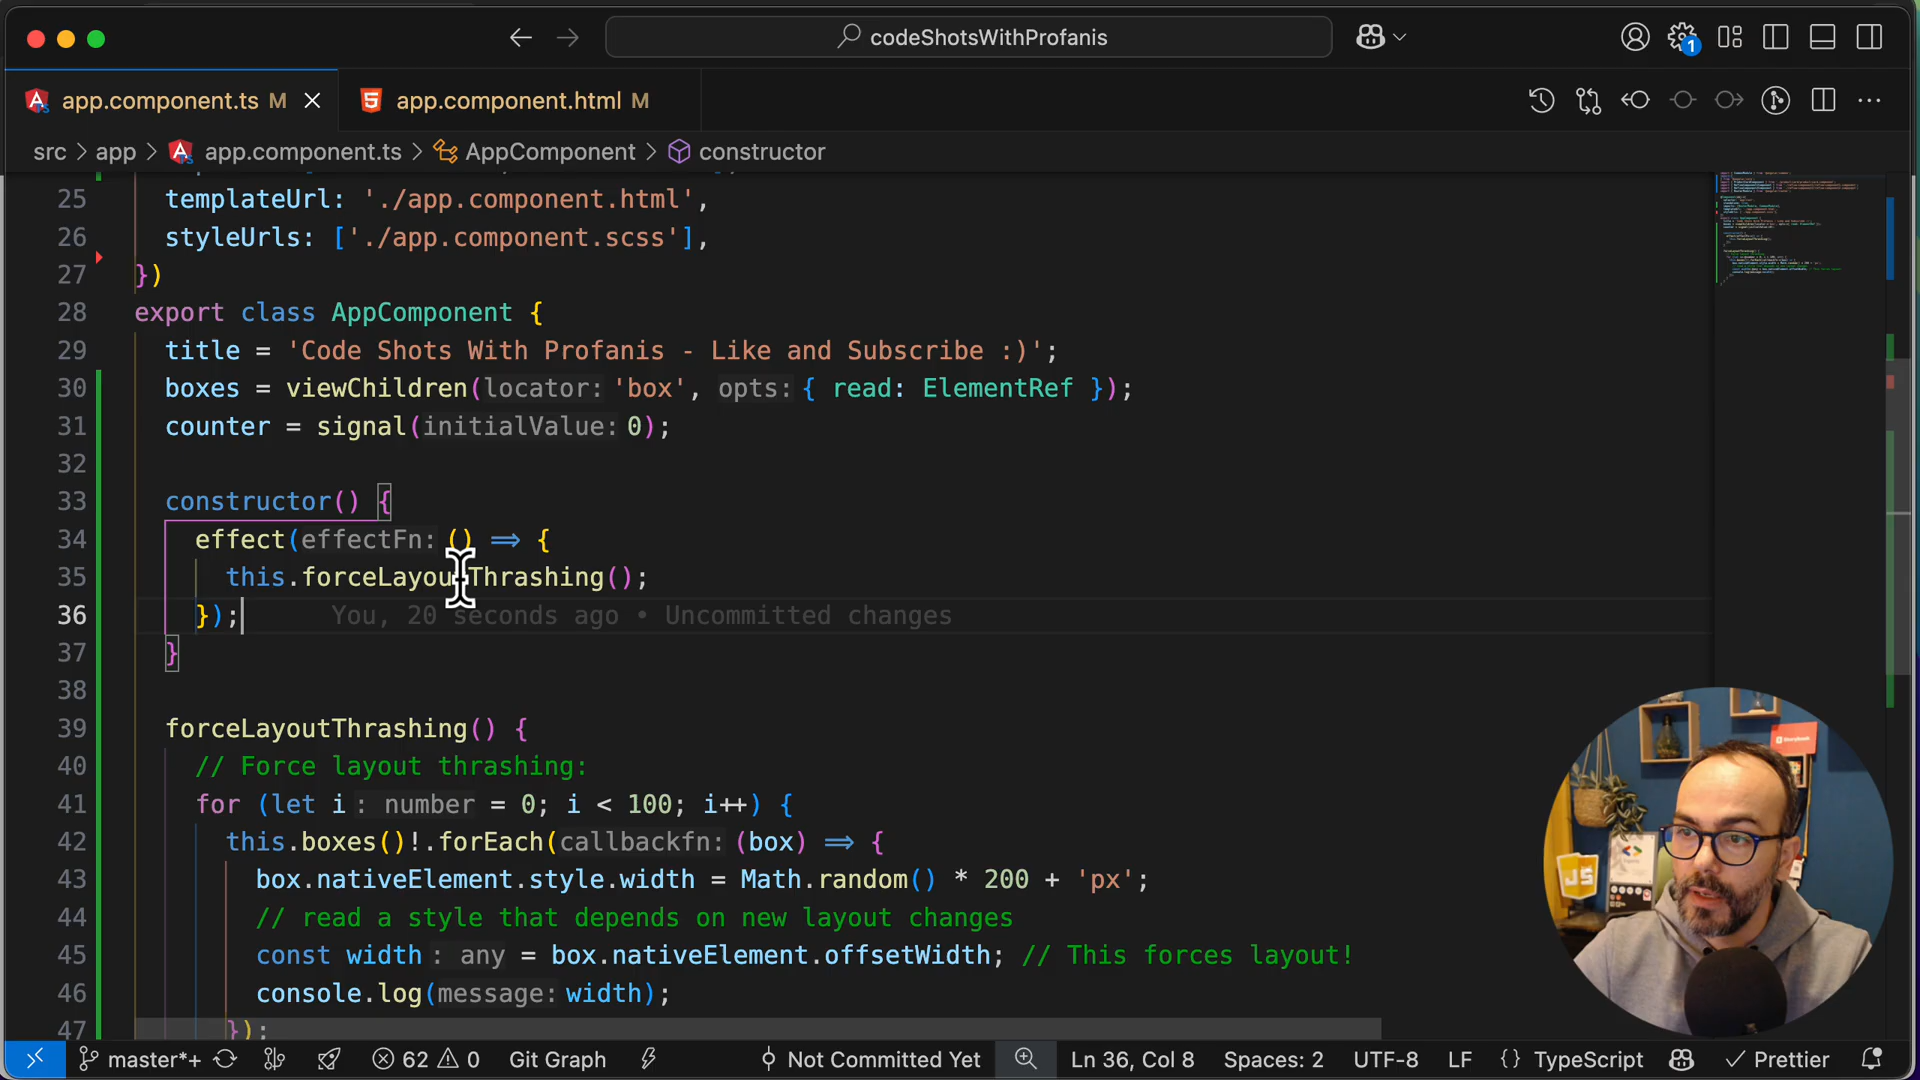 codeShotsWithProfanis
1
app.component.ts M
app.component.html M
src > app > app.component.ts > AppComponent > constructor
25 templateUrl: './app.component.html',
26 styleUrls: ['./app.component.scss'],
27 })
28 export class AppComponent {
29 title = 'Code Shots With Profanis - Like and Subscribe :)';
30 boxes = viewChildren(locator: 'box', opts: { read: ElementRef });
31 counter = signal(initialValue: 0);
32
33 constructor() {
34 effect(effectFn: () => {
35 this.forceLayoutThrashing();
36 }); You, 20 seconds ago • Uncommitted changes
37 }
38
39 forceLayoutThrashing() {
40 // Force layout thrashing:
41 for (let i: number = 0; i < 100; i++) {
42 this.boxes()!.forEach(callbackfn: (box) => {
43 box.nativeElement.style.width = Math.random() * 200 + 'px';
44 // read a style that depends on new layout changes
45 const width: any = box.nativeElement.offsetWidth; // This forces layout!
46 console.log(message: width);
47 });
JS
master*+ 62 0 Git Graph Not Committed Yet Ln 36, Col 8 Spaces: 2 UTF-8 LF {} TypeScript Prettier